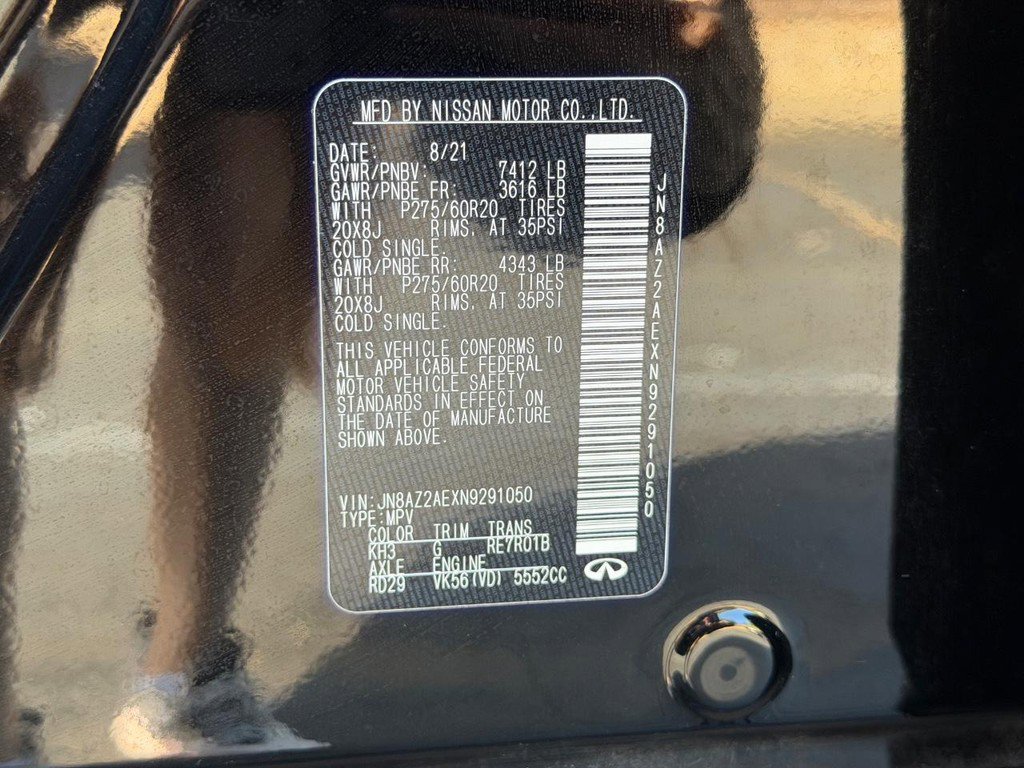 MFD BY NISSAN MOTOR CO.,LTD.
DATE: 8/21
GVWR/PNBV: 7412 LB
GAWR/PNBE FR: 3616 LB
WITH P275/60R20 TIRES
20X8J RIMS, AT 35PSI
COLD SINGLE.
GAWR/PNBE RR: 4343 LB
WITH P275/60R20 TIRES
20X8J RIMS, AT 35PSI
COLD SINGLE.
THIS VEHICLE CONFORMS TO
ALL APPLICABLE FEDERAL
MOTOR VEHICLE SAFETY
STANDARDS IN EFFECT ON
THE DATE OF MANUFACTURE
SHOWN ABOVE.
VIN:JN8AZ2AEXN9291050
TYPE:MPV
COLOR TRIM TRANS
KH3 G RE7R01B
AXLE ENGINE
RD29 VK56(VD) 5552CC
JN8AZ2AEXN9291050